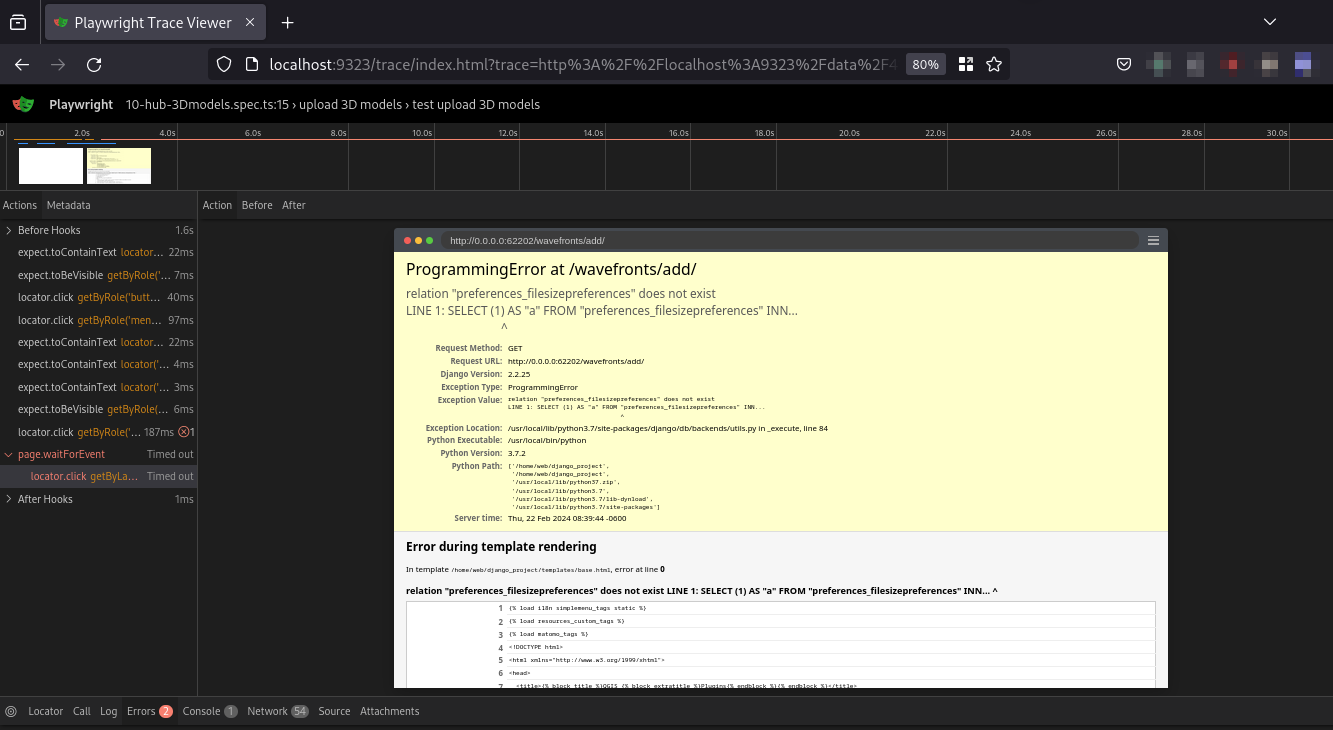 Playwright Trace Viewer
localhost:9323/trace/index.html?trace=http%3A%2F%2Flocalhost%3A9323%2Fdata%2F4
80%
Playwright 10-hub-3Dmodels.spec.ts:15 › upload 3D models › test upload 3D models
0 2.0s 4.0s 6.0s 8.0s 10.0s 12.0s 14.0s 16.0s 18.0s 20.0s 22.0s 24.0s 26.0s 28.0s 30.0s
Actions Metadata
Action Before After
Before Hooks 1.6s
expect.toContainText locator... 22ms
expect.toBeVisible getByRole('... 7ms
locator.click getByRole('butt... 40ms
locator.click getByRole('men... 97ms
expect.toContainText locator... 22ms
expect.toContainText locator('... 4ms
expect.toContainText locator('... 3ms
expect.toBeVisible getByRole(... 6ms
locator.click getByRole('... 187ms 1
page.waitForEvent Timed out
locator.click getByLa... Timed out
After Hooks 1ms
http://0.0.0.0:62202/wavefronts/add/
ProgrammingError at /wavefronts/add/
relation "preferences_filesizepreferences" does not exist
LINE 1: SELECT (1) AS "a" FROM "preferences_filesizepreferences" INN...
^
Request Method: GET
Request URL: http://0.0.0.0:62202/wavefronts/add/
Django Version: 2.2.25
Exception Type: ProgrammingError
Exception Value: relation "preferences_filesizepreferences" does not exist
LINE 1: SELECT (1) AS "a" FROM "preferences_filesizepreferences" INN...
^
Exception Location: /usr/local/lib/python3.7/site-packages/django/db/backends/utils.py in _execute, line 84
Python Executable: /usr/local/bin/python
Python Version: 3.7.2
Python Path: ['/home/web/django_project',
'/home/web/django_project',
'/usr/local/lib/python37.zip',
'/usr/local/lib/python3.7',
'/usr/local/lib/python3.7/lib-dynload',
'/usr/local/lib/python3.7/site-packages']
Server time: Thu, 22 Feb 2024 08:39:44 -0600
Error during template rendering
In template /home/web/django_project/templates/base.html, error at line 0
relation "preferences_filesizepreferences" does not exist LINE 1: SELECT (1) AS "a" FROM "preferences_filesizepreferences" INN... ^
1 {% load i18n simplemenu_tags static %}
2 {% load resources_custom_tags %}
3 {% load matomo_tags %}
4 <!DOCTYPE html>
5 <html xmlns="http://www.w3.org/1999/xhtml">
6 <head>
7 <title>{% block title %}QGIS {% block extratitle %}Plugins{% endblock %}{% endblock %}</title>
Locator Call Log Errors 2 Console 1 Network 54 Source Attachments